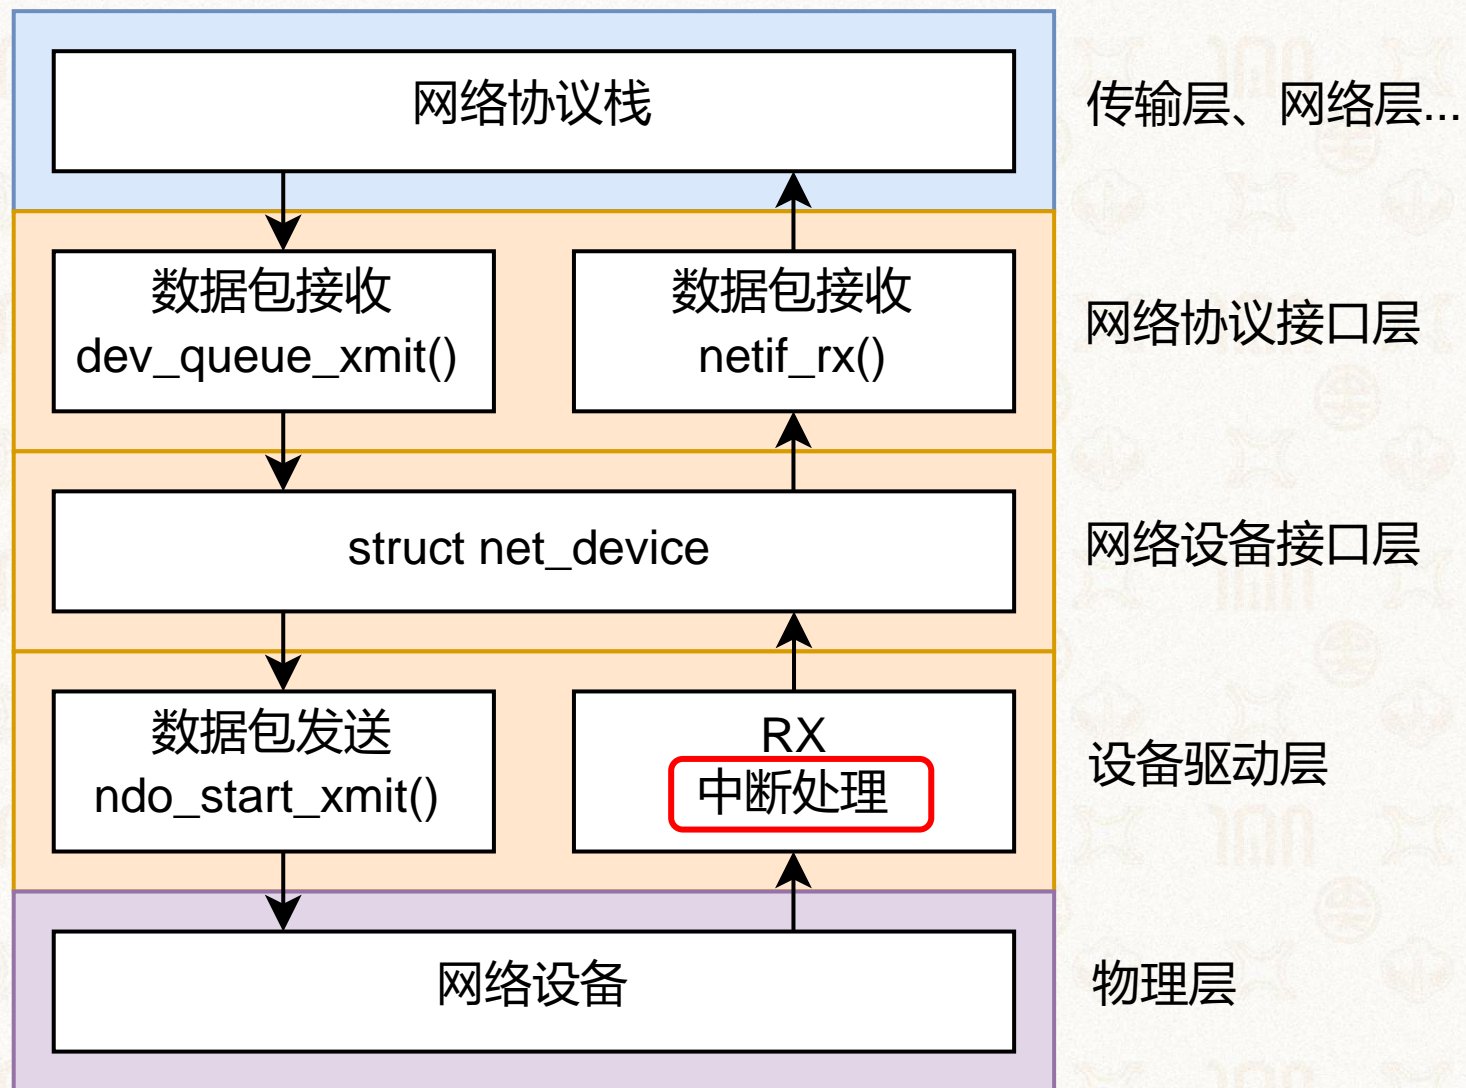 网络协议栈
传输层、网络层...
数据包接收
dev_queue_xmit()
数据包接收
netif_rx()
网络协议接口层
struct net_device
网络设备接口层
数据包发送
ndo_start_xmit()
RX
中断处理
设备驱动层
网络设备
物理层